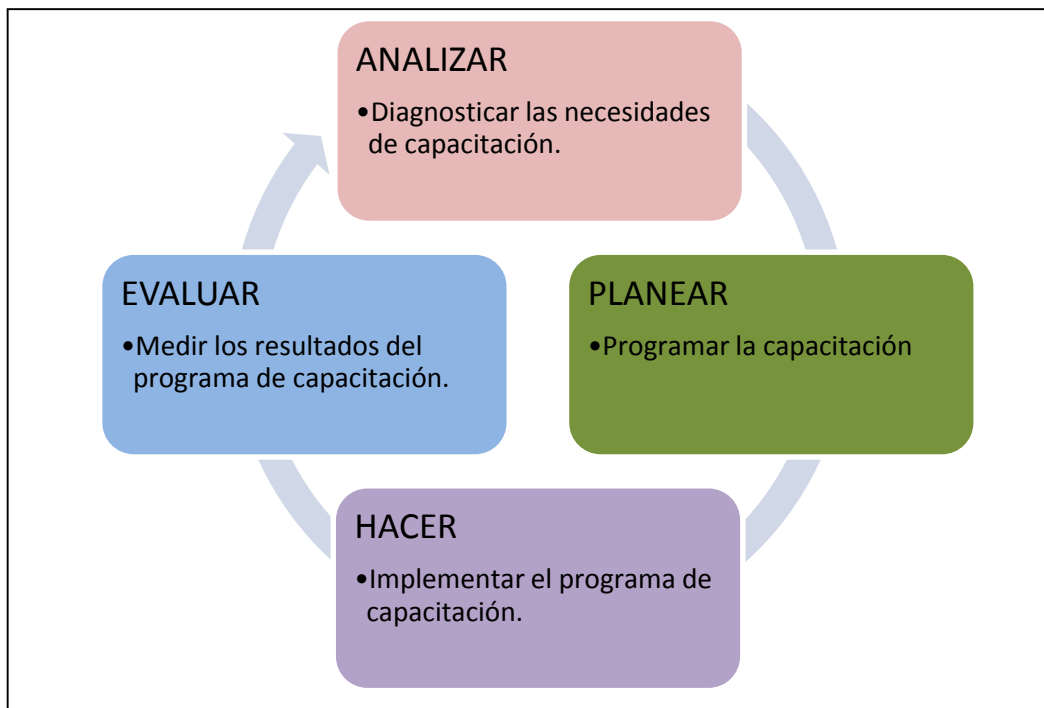 ANALIZAR
•Diagnosticar las necesidades
de capacitación.
PLANEAR
•Programar la capacitación
HACER
•Implementar el programa de
capacitación.
EVALUAR
•Medir los resultados del
programa de capacitación.